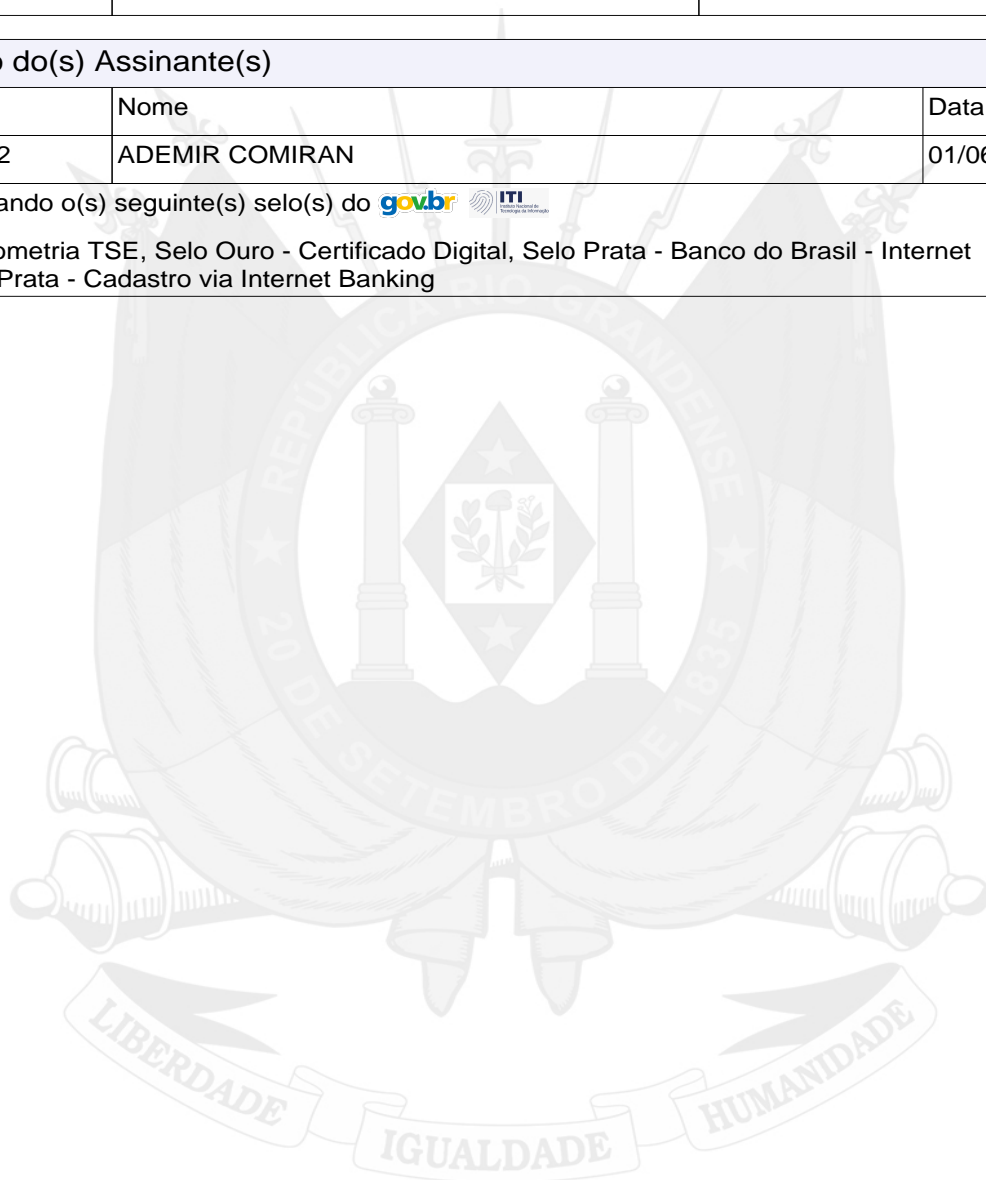 do(s) Assinante(s)
Nome Data
2 ADEMIR COMIRAN 01/06
ando o(s) seguinte(s) selo(s) do gov.br ITI
ometria TSE, Selo Ouro - Certificado Digital, Selo Prata - Banco do Brasil - Internet
Prata - Cadastro via Internet Banking
REPÚBLICA RIO GRANDENSE
20 DE SETEMBRO DE 1835
LIBERDADE IGUALDADE HUMANIDADE